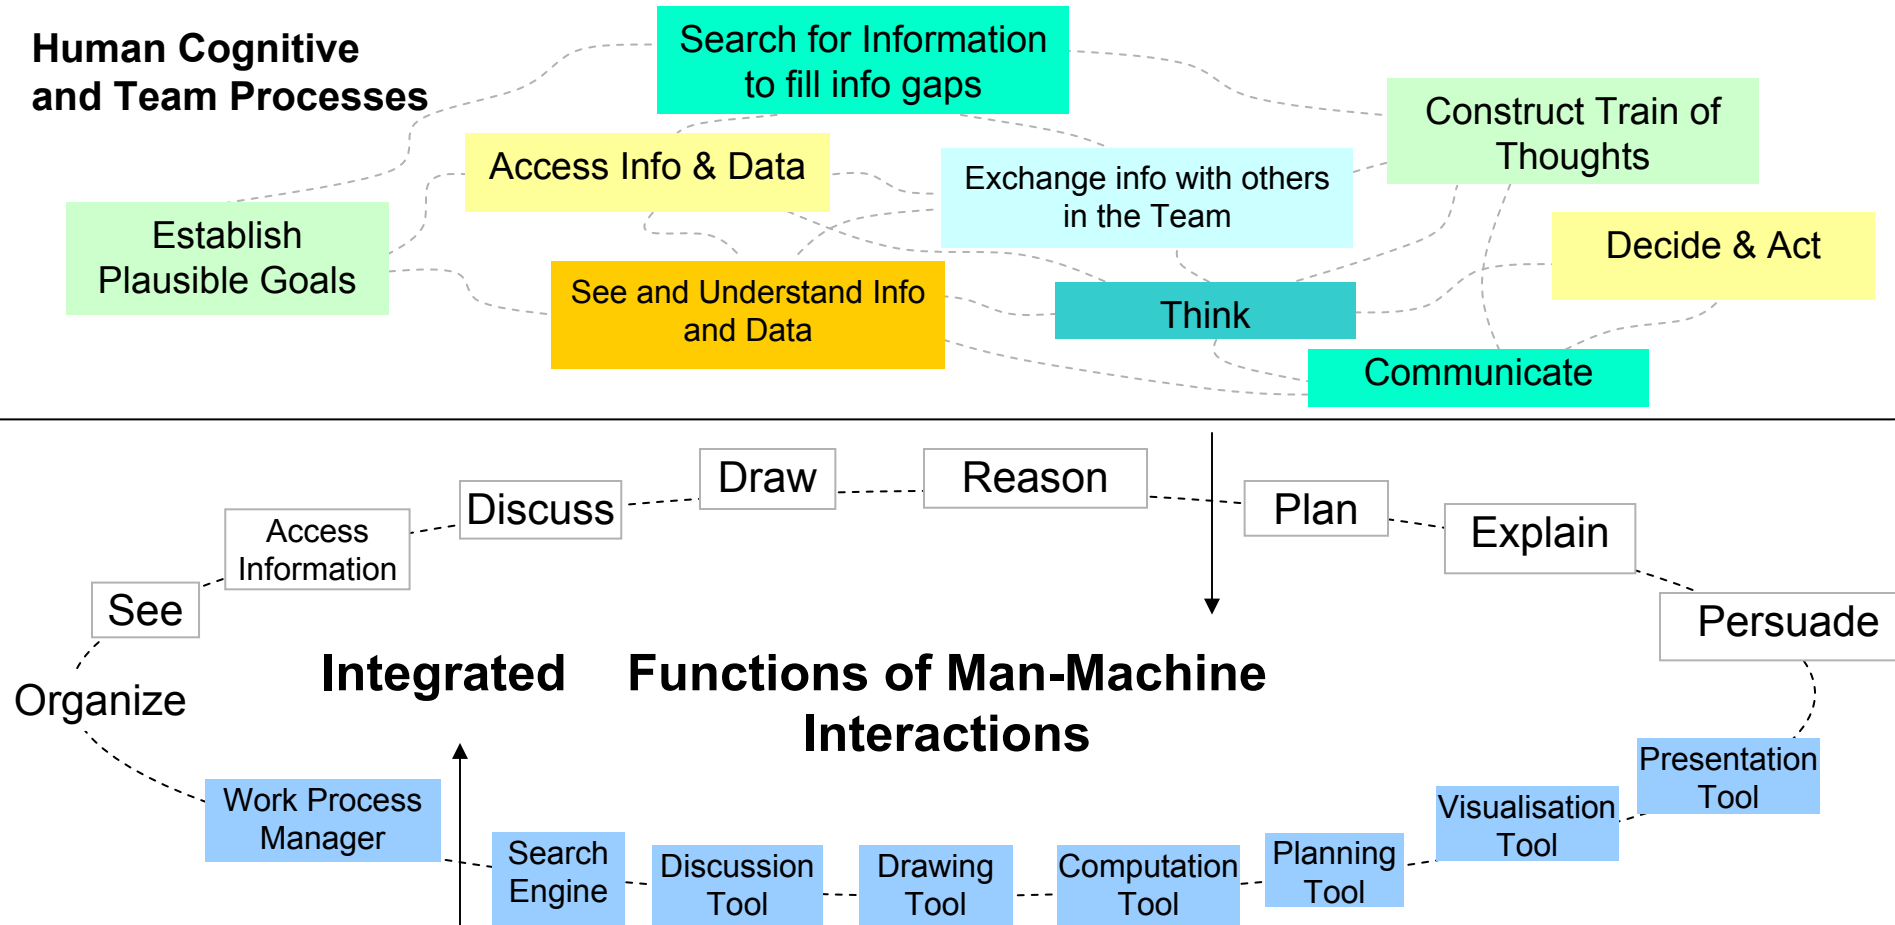 Human Cognitive
and Team Processes
Search for Information
to fill info gaps
Construct Train of
Thoughts
Access Info & Data
Exchange info with others
in the Team
Establish
Plausible Goals
Decide & Act
See and Understand Info
and Data
Think
Communicate
Draw
Reason
Discuss
Plan
Access
Information
Explain
See
Persuade
Organize
Integrated Functions of Man-Machine
Interactions
Work Process
Manager
Search
Engine
Discussion
Tool
Drawing
Tool
Computation
Tool
Planning
Tool
Visualisation
Tool
Presentation
Tool